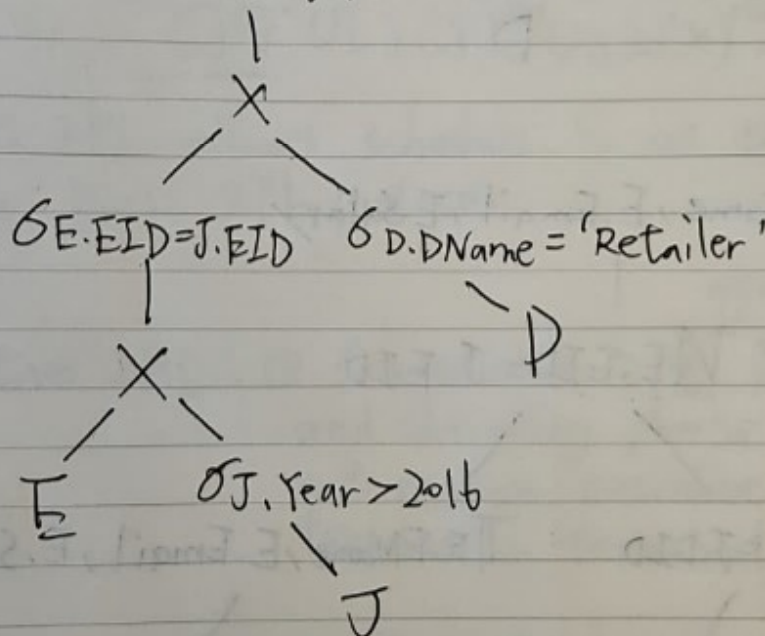 X
σE.EID=J.EID σD.DName='Retailer'
X
D
E
σJ.Year>2016
J